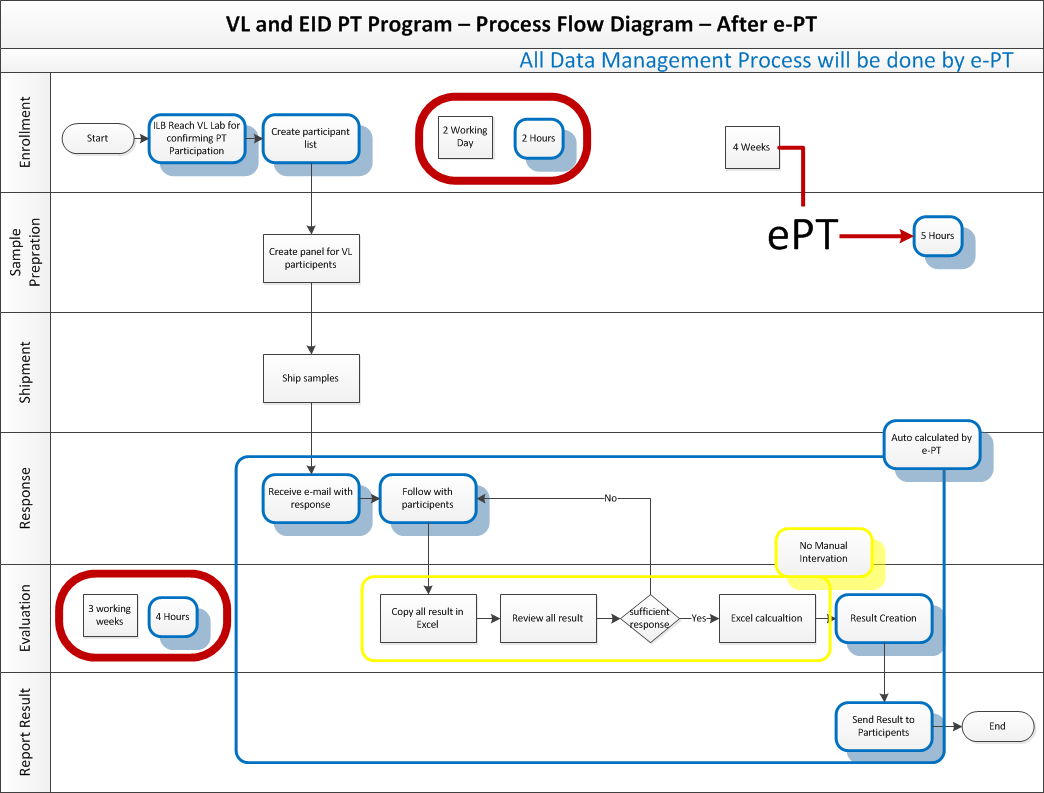 VL and EID PT Program – Process Flow Diagram – After e-PT
All Data Management Process will be done by e-PT
Enrollment
Start
ILB Reach VL Lab for
confirming PT
Participation
Create participant
list
2 Working
Day
2 Hours
4 Weeks
Sample
Prepration
Create panel for VL
participants
ePT
5 Hours
Shipment
Ship samples
Response
Auto calculated by
e-PT
Receive e-mail with
response
Follow with
participants
No
No Manual
Intervation
Evaluation
3 working
weeks
4 Hours
Copy all result in
Excel
Review all result
sufficient
response
Yes
Excel calcualtion
Result Creation
Report Result
Send Result to
Participants
End